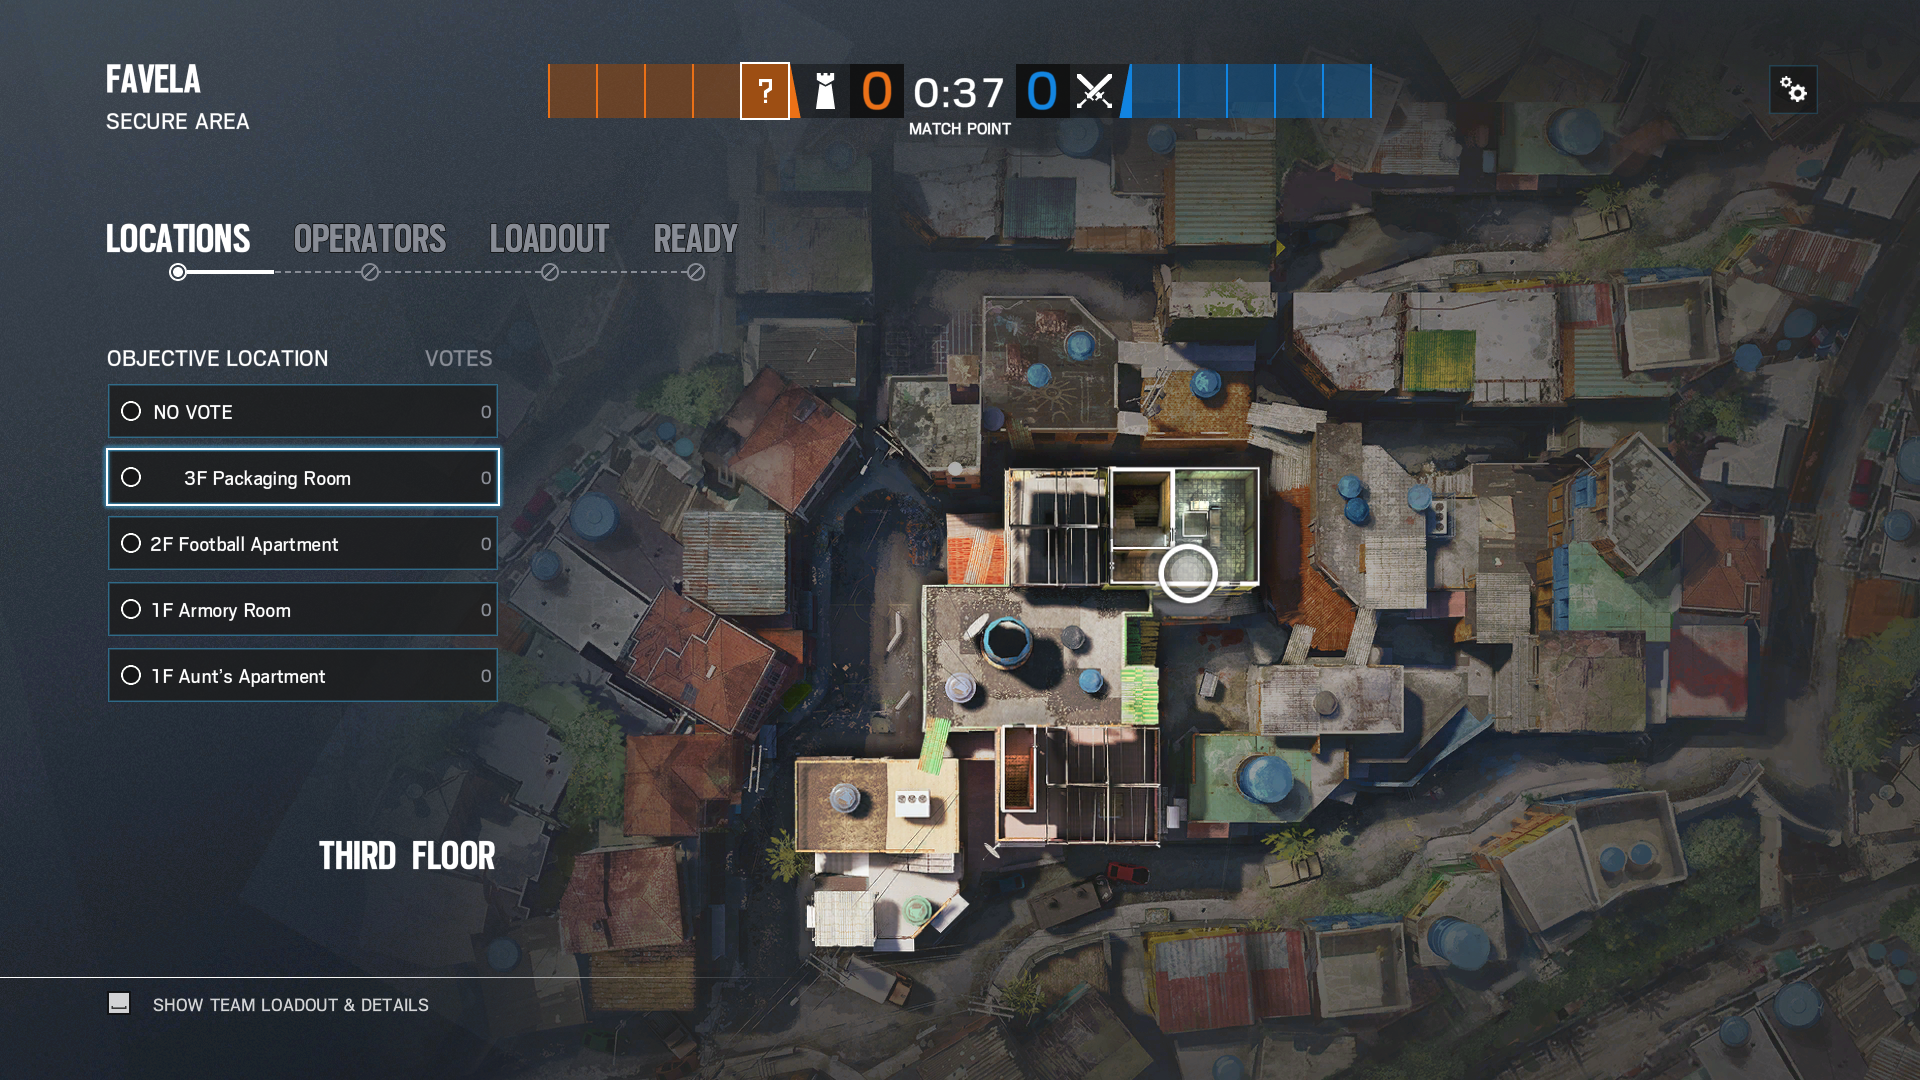 FAVELA
SECURE AREA
?
0
0:37
0
MATCH POINT
LOCATIONS
OPERATORS
LOADOUT
READY
OBJECTIVE LOCATION
VOTES
NO VOTE
0
3F Packaging Room
0
2F Football Apartment
0
1F Armory Room
0
1F Aunt's Apartment
0
THIRD FLOOR
SHOW TEAM LOADOUT & DETAILS